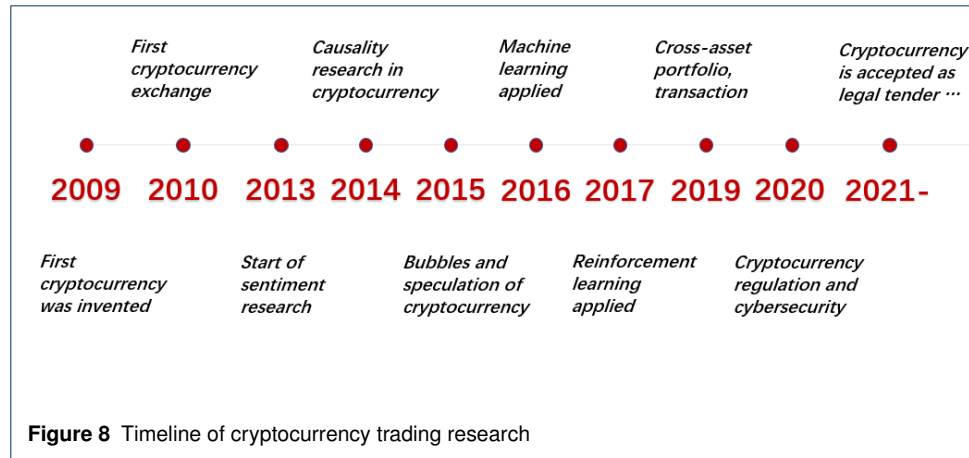 First
cryptocurrency
exchange
Causality
research in
cryptocurrency
Machine
learning
applied
Cross-asset
portfolio,
transaction
Cryptocurrency
is accepted as
legal tender ⋯
2009 2010 2013 2014 2015 2016 2017 2019 2020 2021-
First
cryptocurrency
was invented
Start of
sentiment
research
Bubbles and
speculation of
cryptocurrency
Reinforcement
learning
applied
Cryptocurrency
regulation and
cybersecurity
Figure 8 Timeline of cryptocurrency trading research